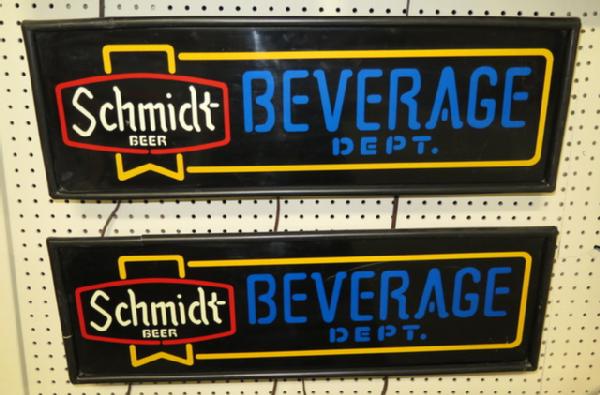 Schmidt
BEER
BEVERAGE
DEPT.
Schmidt
BEER
BEVERAGE
DEPT.